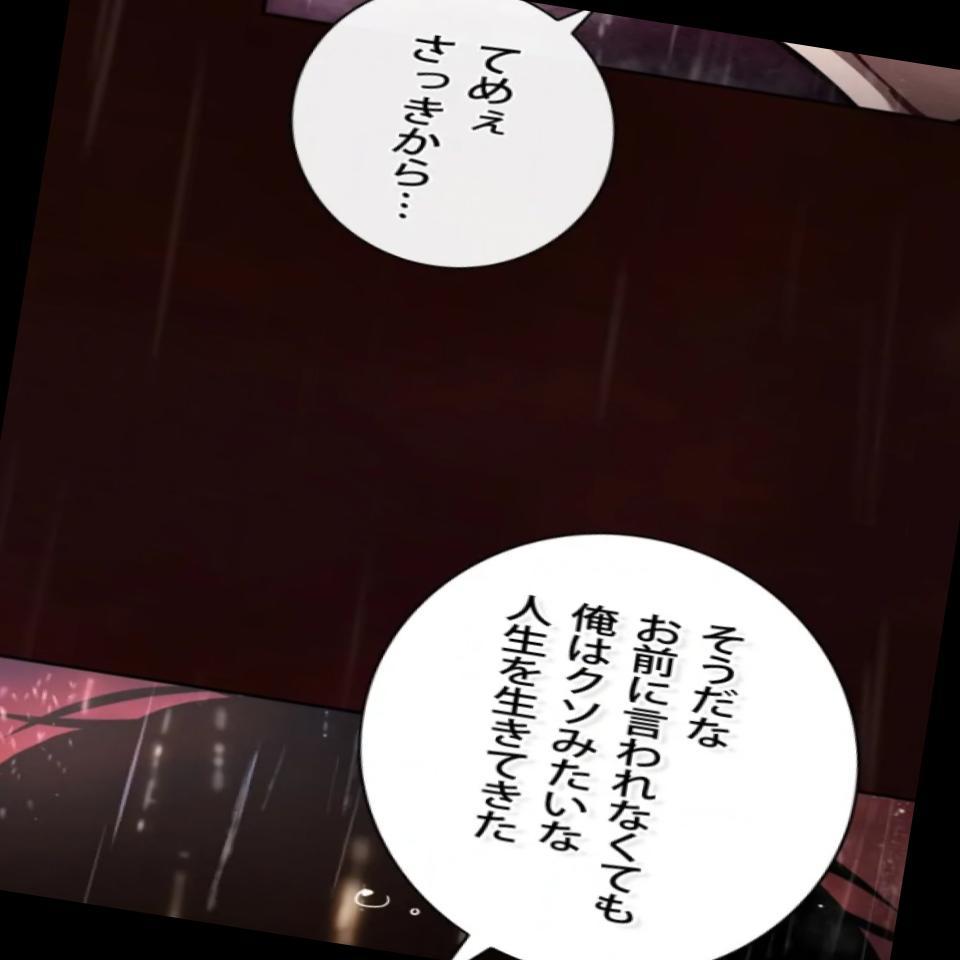 てめぇ
さっきから…
そうだな
お前に言われなくても
俺はクソみたいな
人生を生きてきた